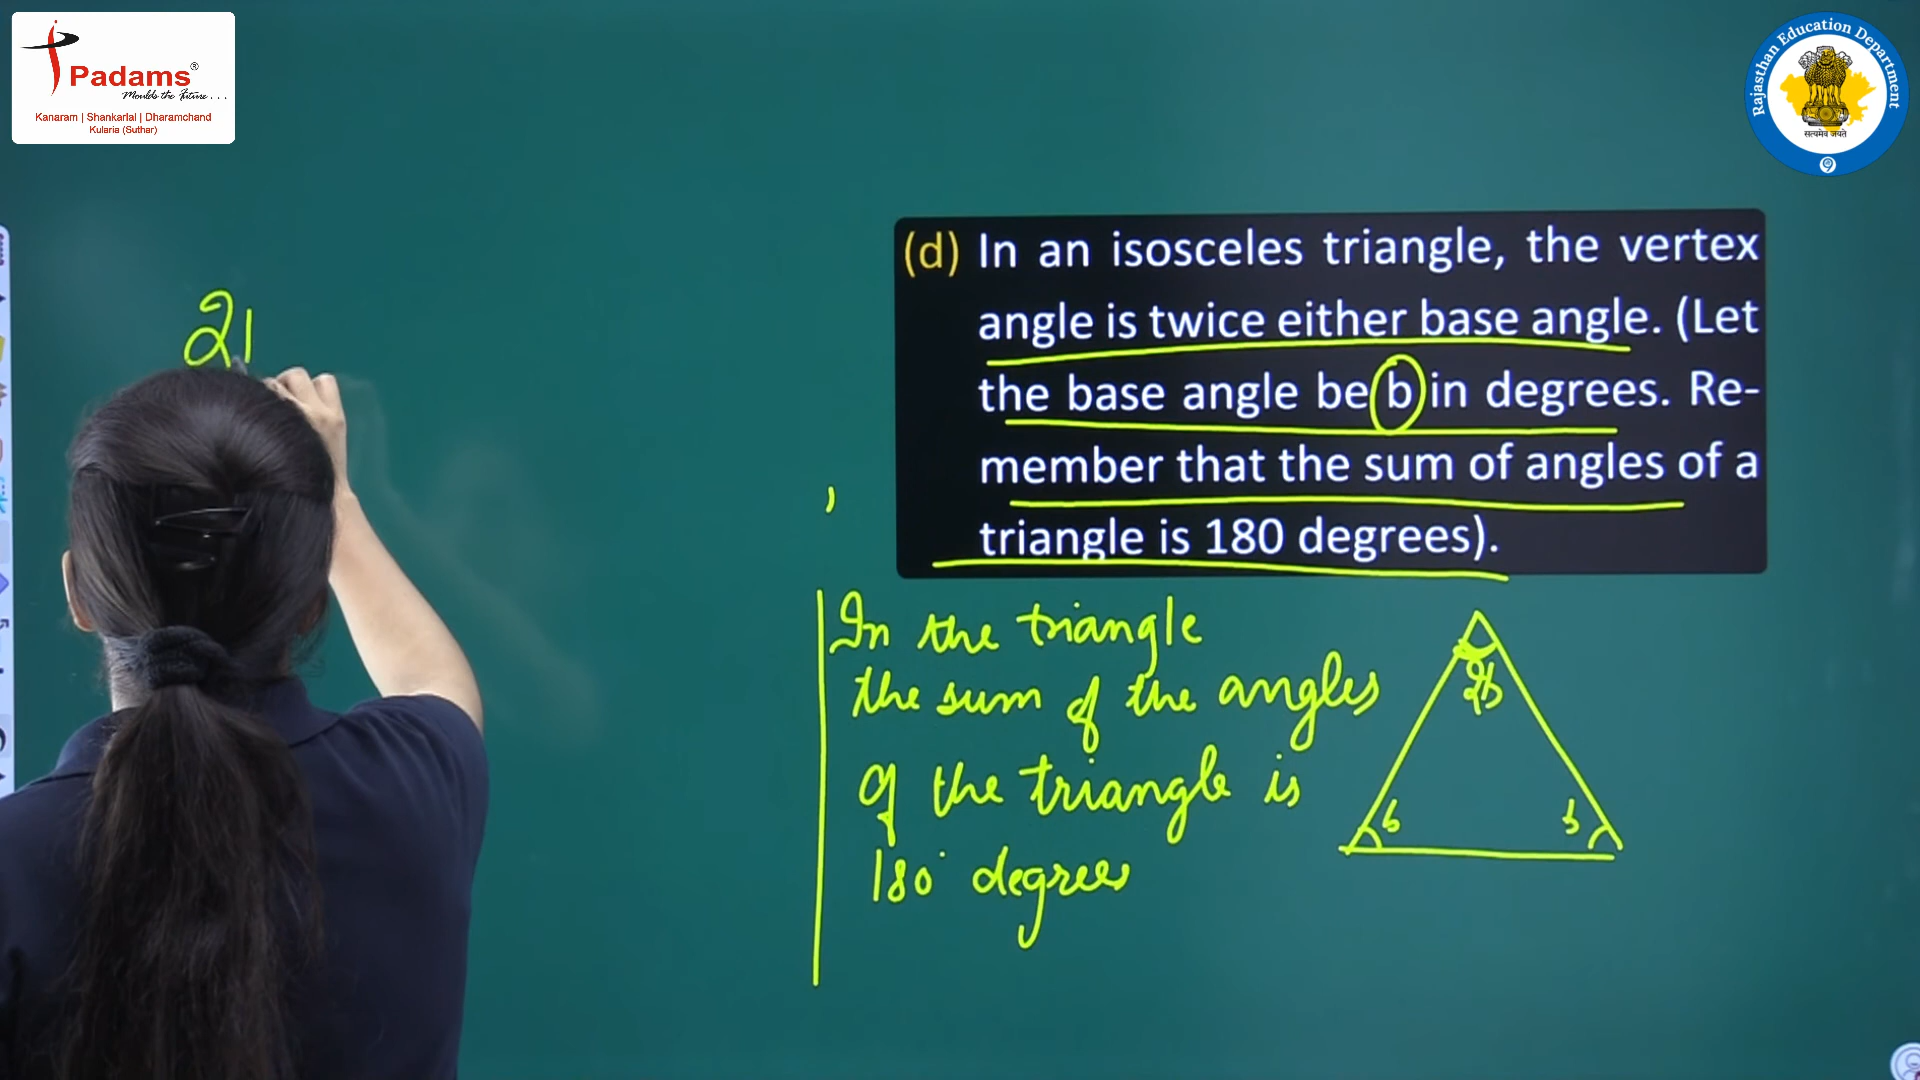 Padams®
Moulds the Future...
Kanaram | Shankarlal | Dharamchand
Kularia (Suthar)
Rajasthan Education Department
सत्यमेव जयते
(d) In an isosceles triangle, the vertex
angle is twice either base angle. (Let
the base angle be b in degrees. Re-
member that the sum of angles of a
triangle is 180 degrees).
21
In the triangle
the sum of the angles
of the triangle is
180° degrees
2b
b b